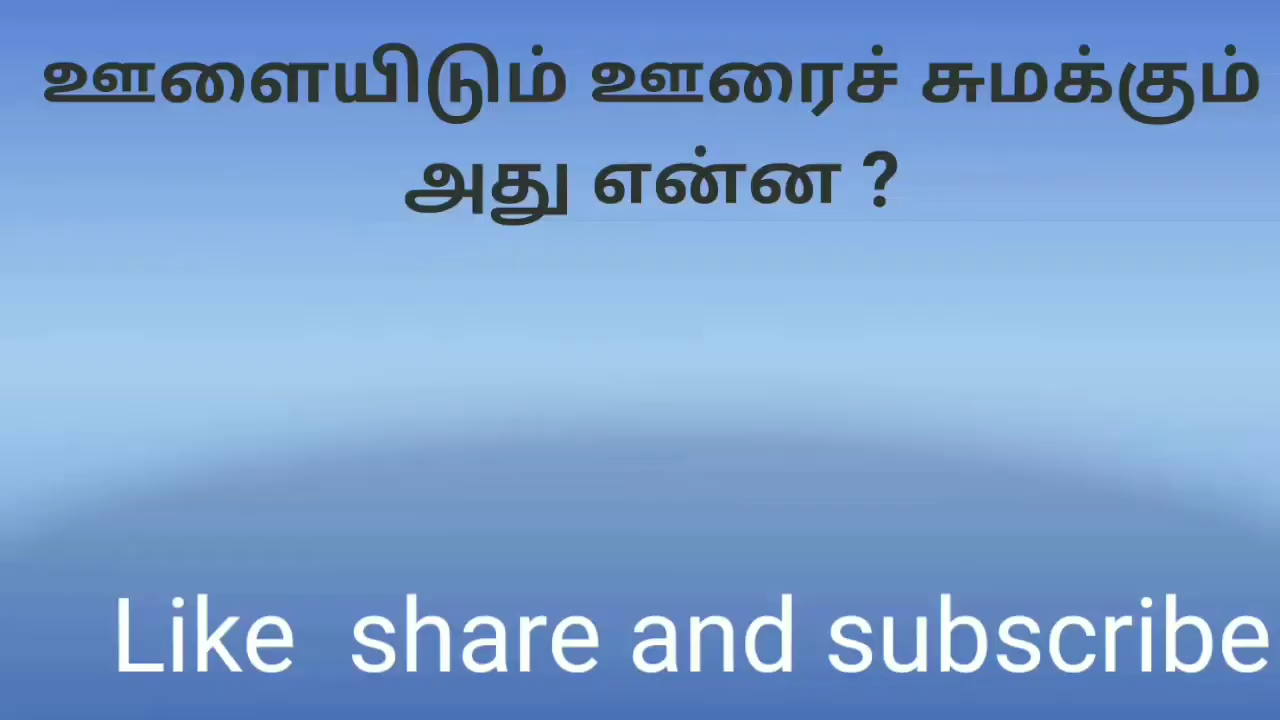 ஊளையிடும் ஊரைச் சுமக்கும்
அது என்ன ?
Like share and subscribe